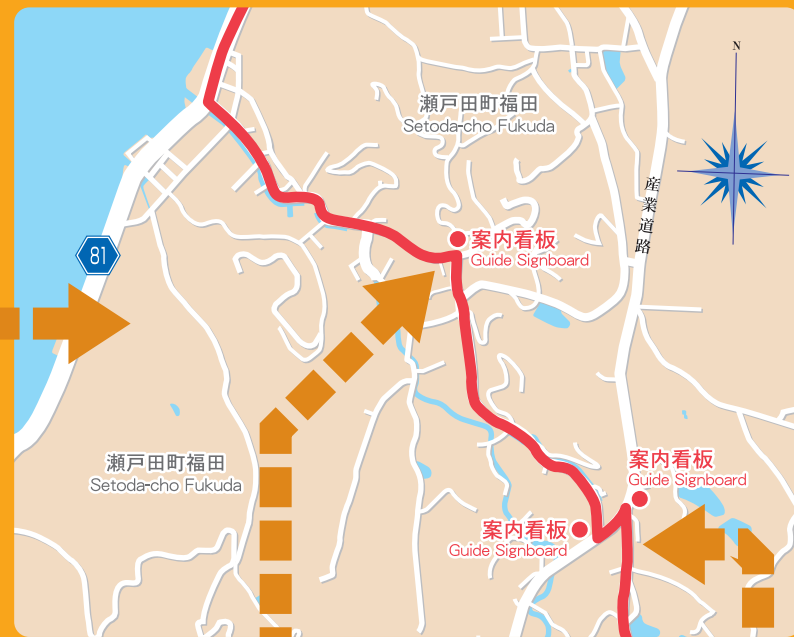 N
瀬戸田町福田
Setoda-cho Fukuda
産業道路
案内看板
Guide Signboard
81
瀬戸田町福田
Setoda-cho Fukuda
案内看板
Guide Signboard
案内看板
Guide Signboard